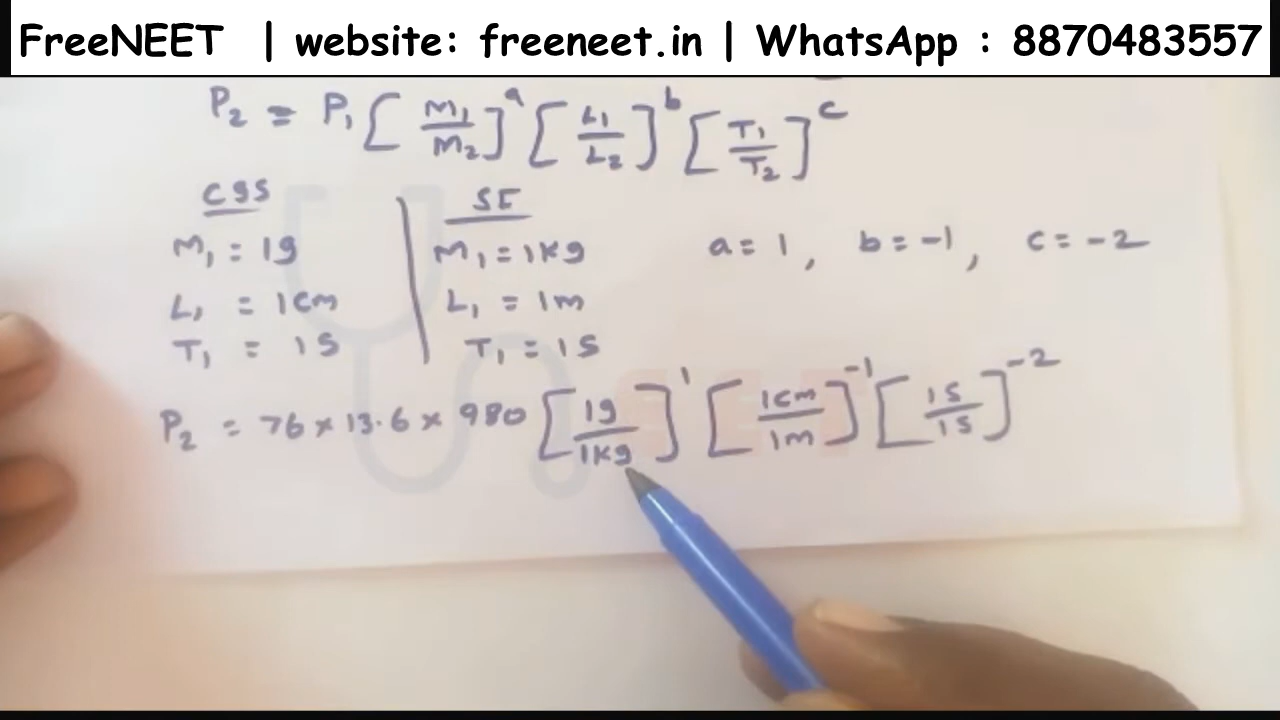 FreeNEET | website: freeneet.in | WhatsApp : 8870483557
P₂ = P₁ [M₁/M₂]ᵃ [L₁/L₂]ᵇ [T₁/T₂]ᶜ
CGS SI
M₁ = 1g M₁ = 1Kg a = 1, b = -1, c = -2
L₁ = 1cm L₁ = 1m
T₁ = 1S T₁ = 1S
P₂ = 76 × 13.6 × 980 [1g/1Kg]¹ [1cm/1m]⁻¹ [1S/1S]⁻²